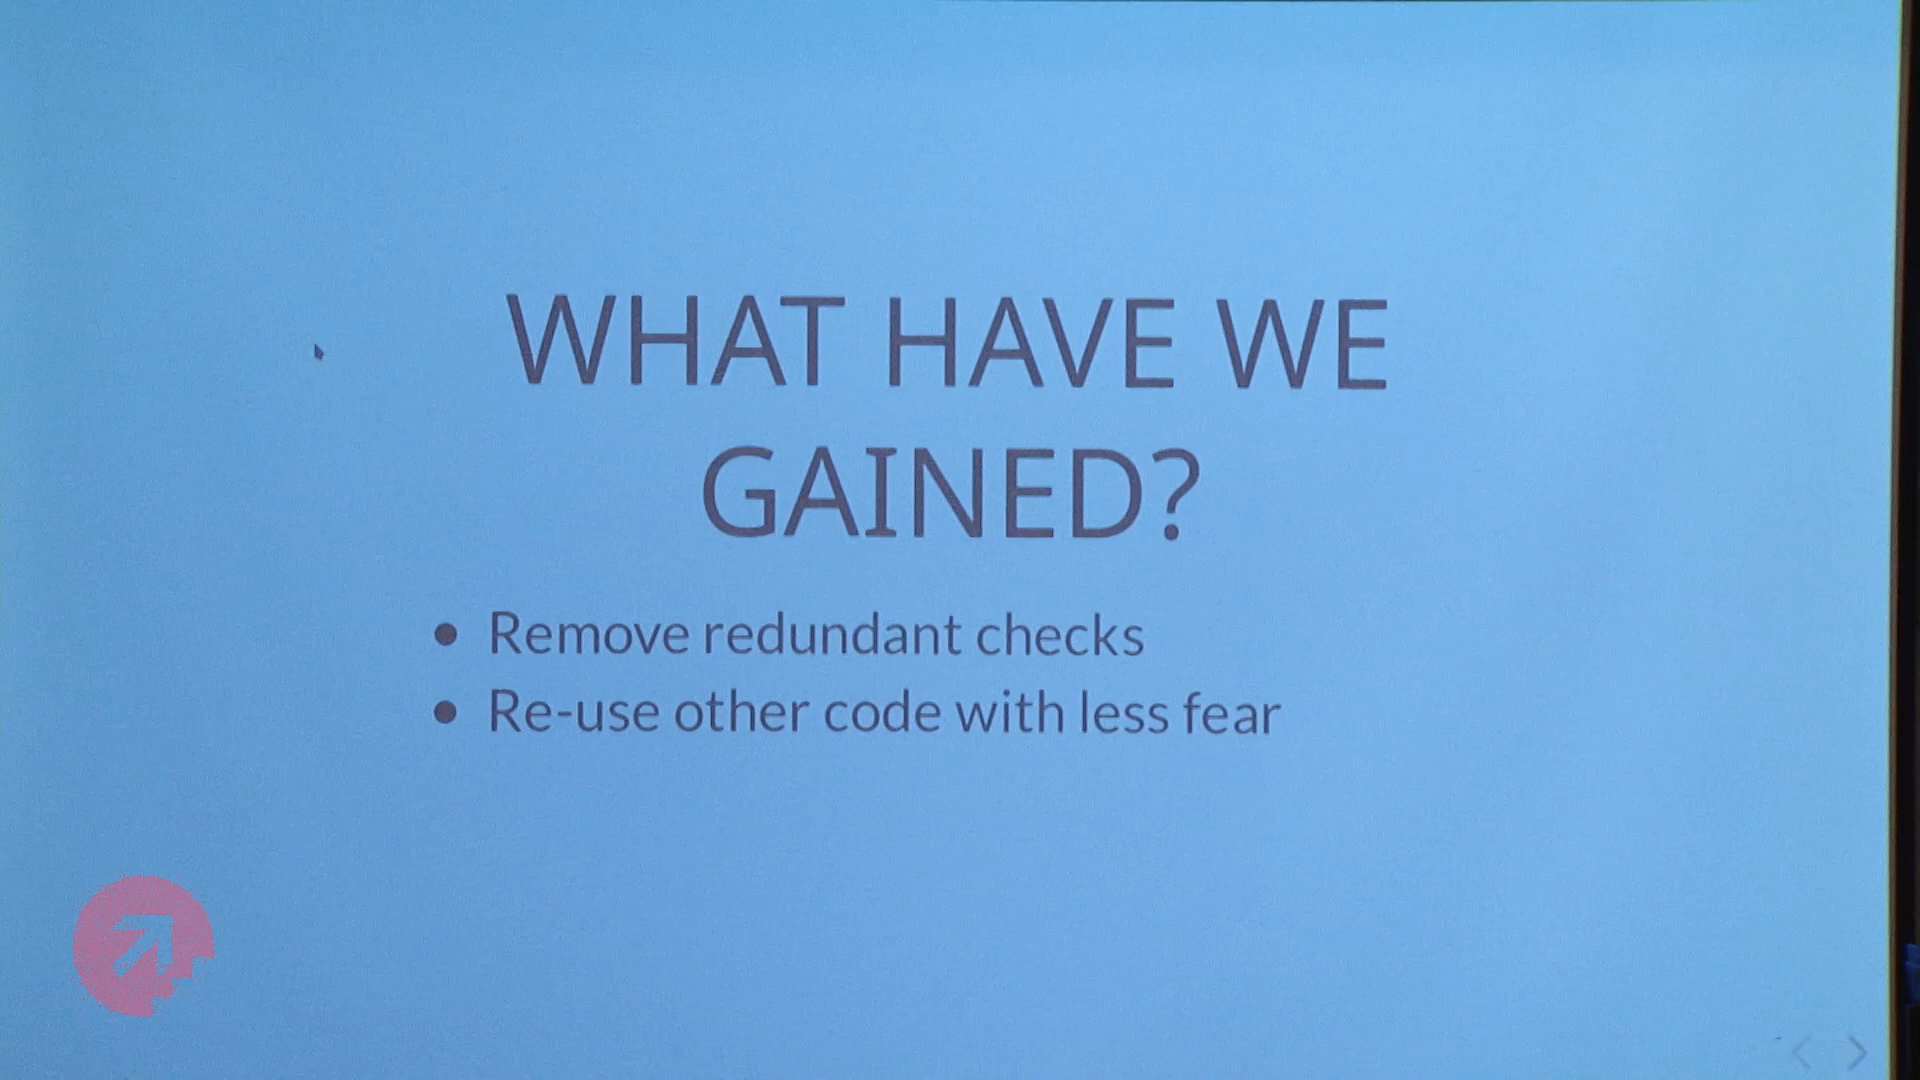 WHAT HAVE WE
GAINED?
• Remove redundant checks
• Re-use other code with less fear